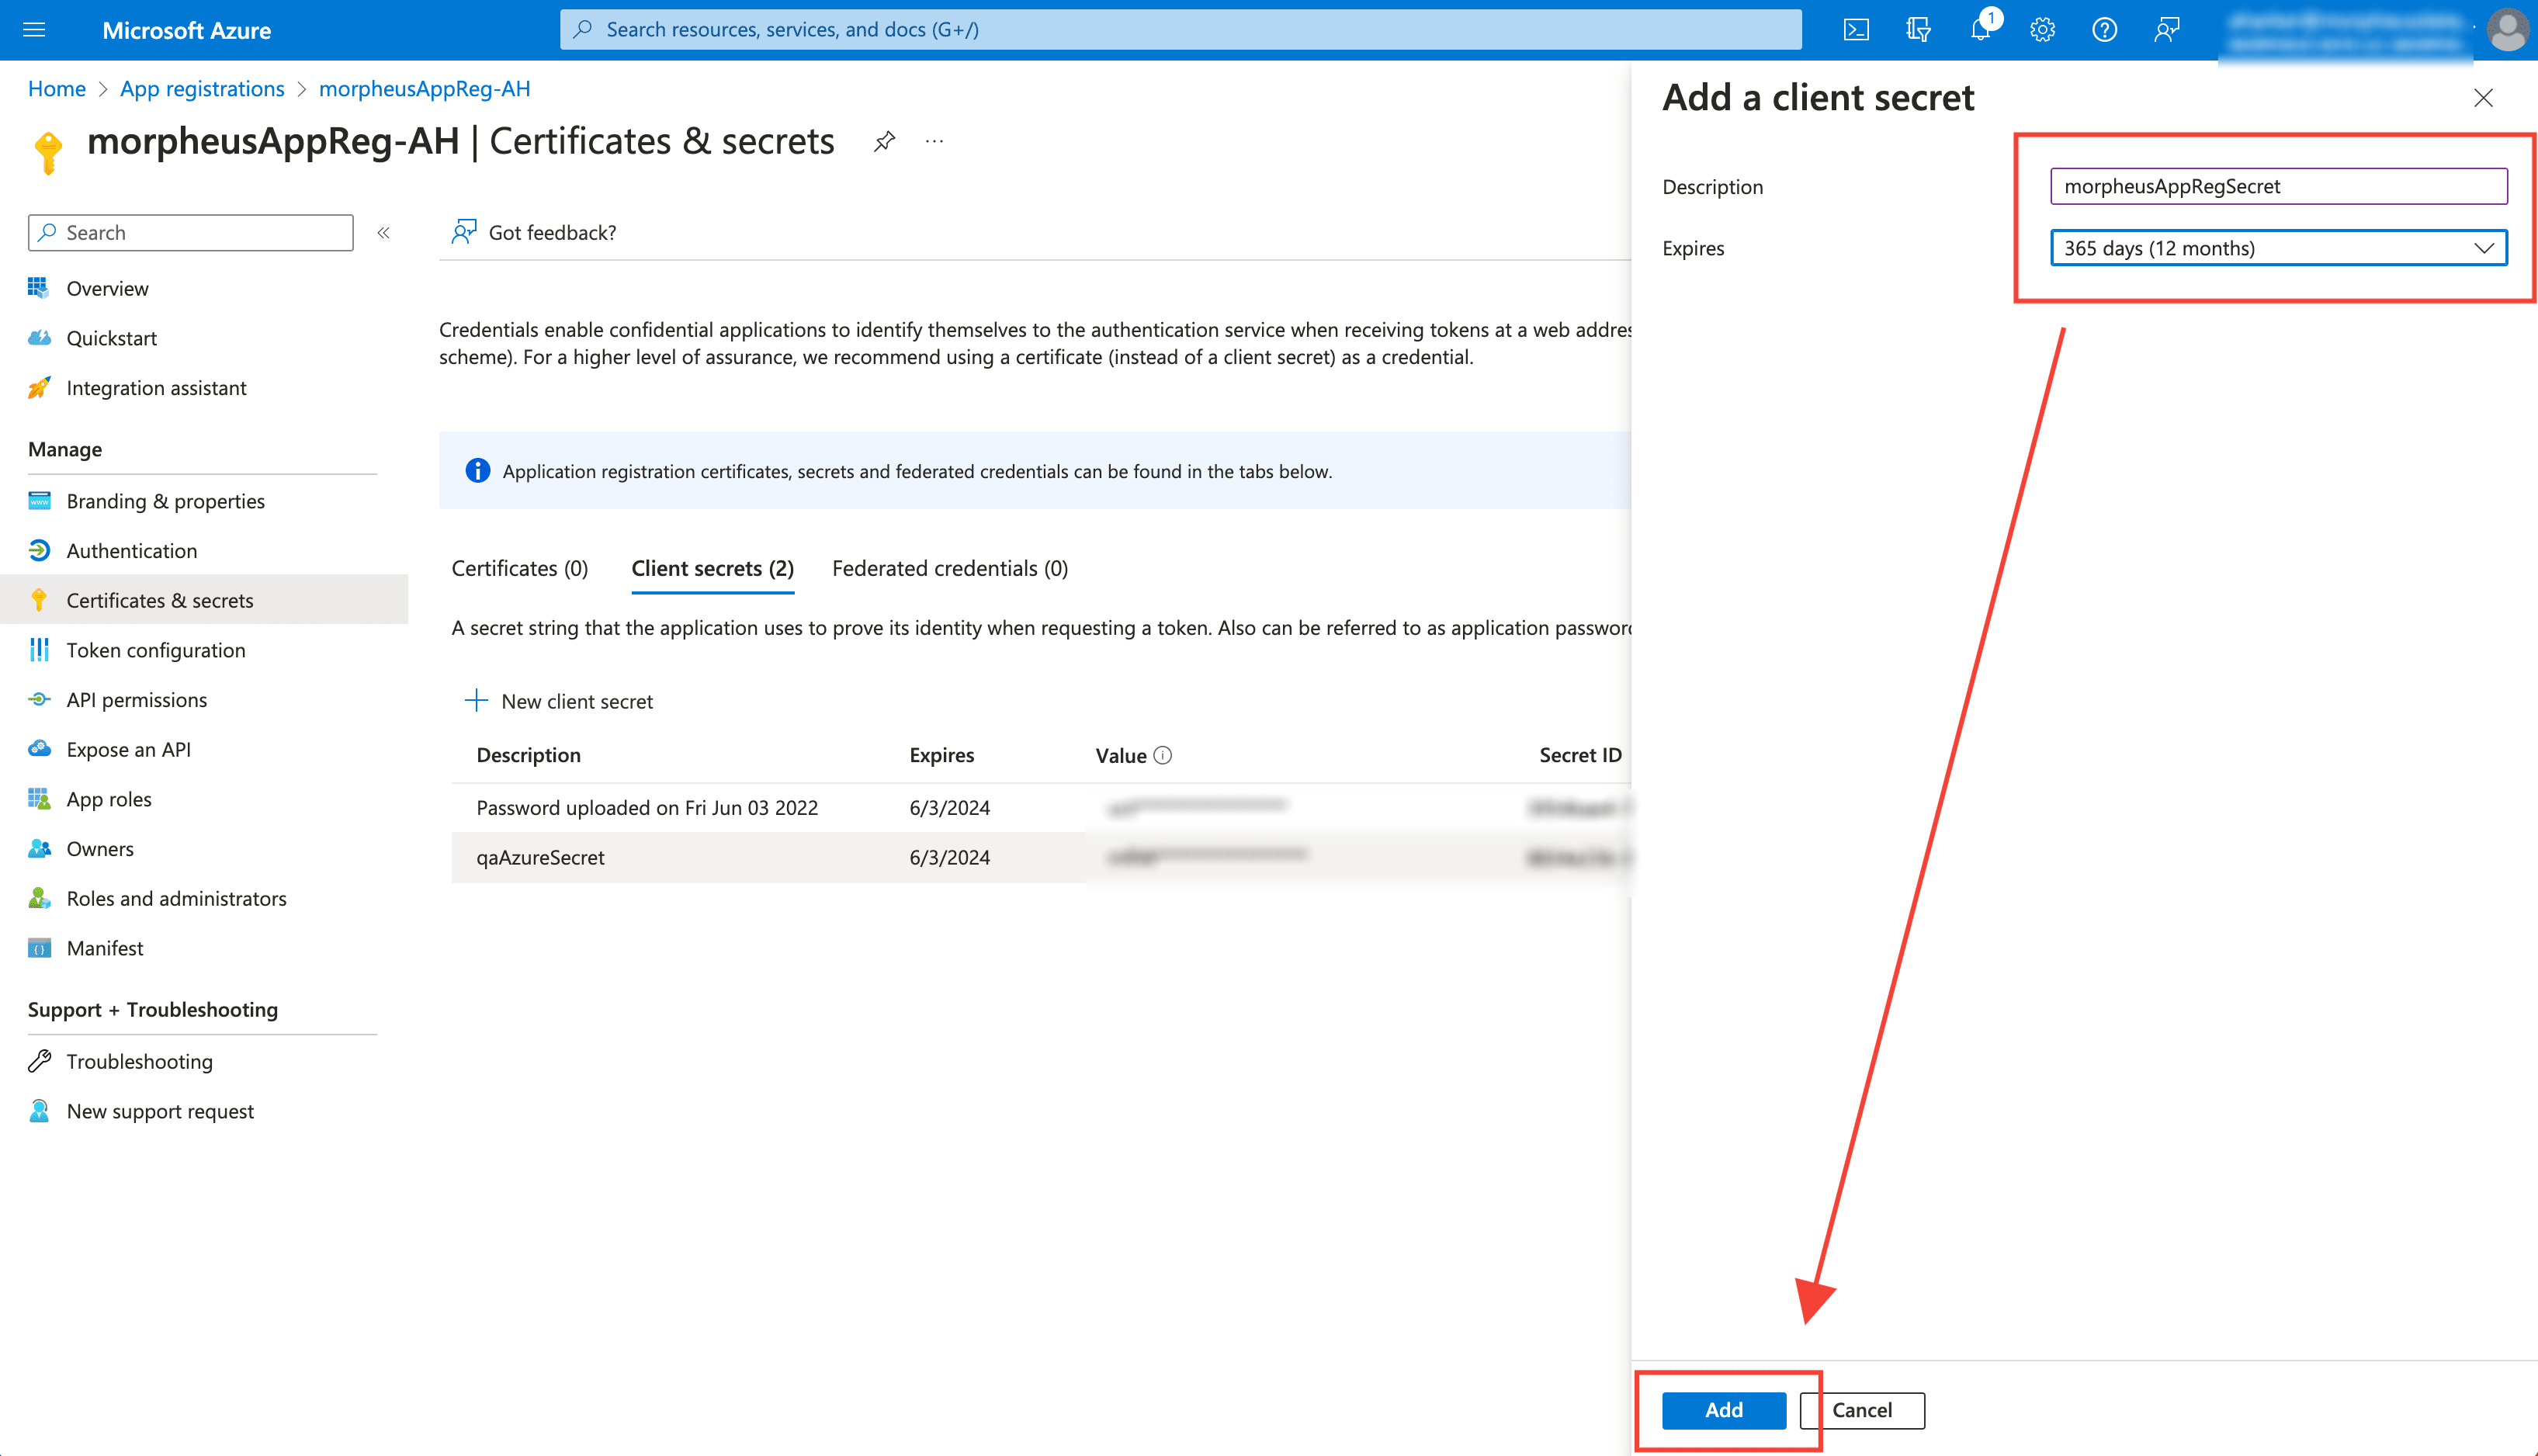 Microsoft Azure
Search resources, services, and docs (G+/)
1
Home > App registrations > morpheusAppReg-AH
morpheusAppReg-AH | Certificates & secrets
...
Search
«
Overview
Quickstart
Integration assistant
Manage
Branding & properties
Authentication
Certificates & secrets
Token configuration
API permissions
Expose an API
App roles
Owners
Roles and administrators
Manifest
Support + Troubleshooting
Troubleshooting
New support request
Got feedback?
Credentials enable confidential applications to identify themselves to the authentication service when receiving tokens at a web addres
scheme). For a higher level of assurance, we recommend using a certificate (instead of a client secret) as a credential.
Application registration certificates, secrets and federated credentials can be found in the tabs below.
Certificates (0) Client secrets (2) Federated credentials (0)
A secret string that the application uses to prove its identity when requesting a token. Also can be referred to as application password
New client secret
Description Expires Value Secret ID
Password uploaded on Fri Jun 03 2022 6/3/2024
qaAzureSecret 6/3/2024
Add a client secret
Description morpheusAppRegSecret
Expires 365 days (12 months)
Add Cancel